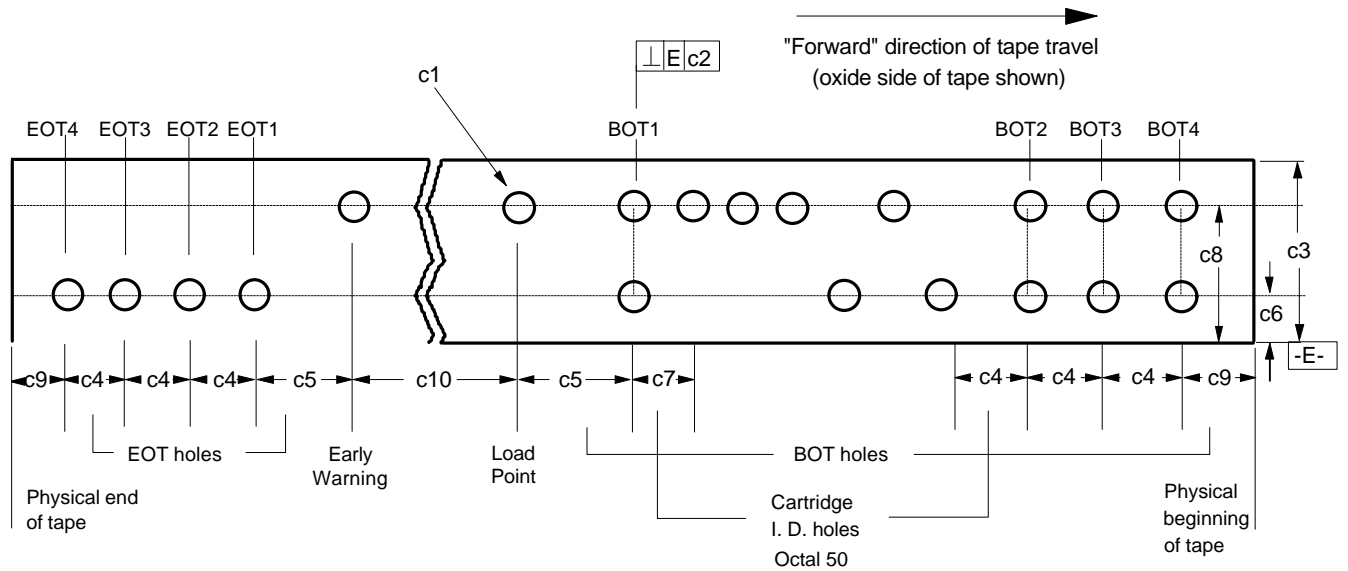 "Forward" direction of tape travel
(oxide side of tape shown)
⊥ E c2
c1
EOT4 EOT3 EOT2 EOT1 BOT1 BOT2 BOT3 BOT4
c8
c3
c6
-E-
c9 c4 c4 c4 c5 c10 c5 c7 c4 c4 c4 c9
EOT holes
Early
Warning
Load
Point
BOT holes
Physical end
of tape
Cartridge
I. D. holes
Octal 50
Physical
beginning
of tape